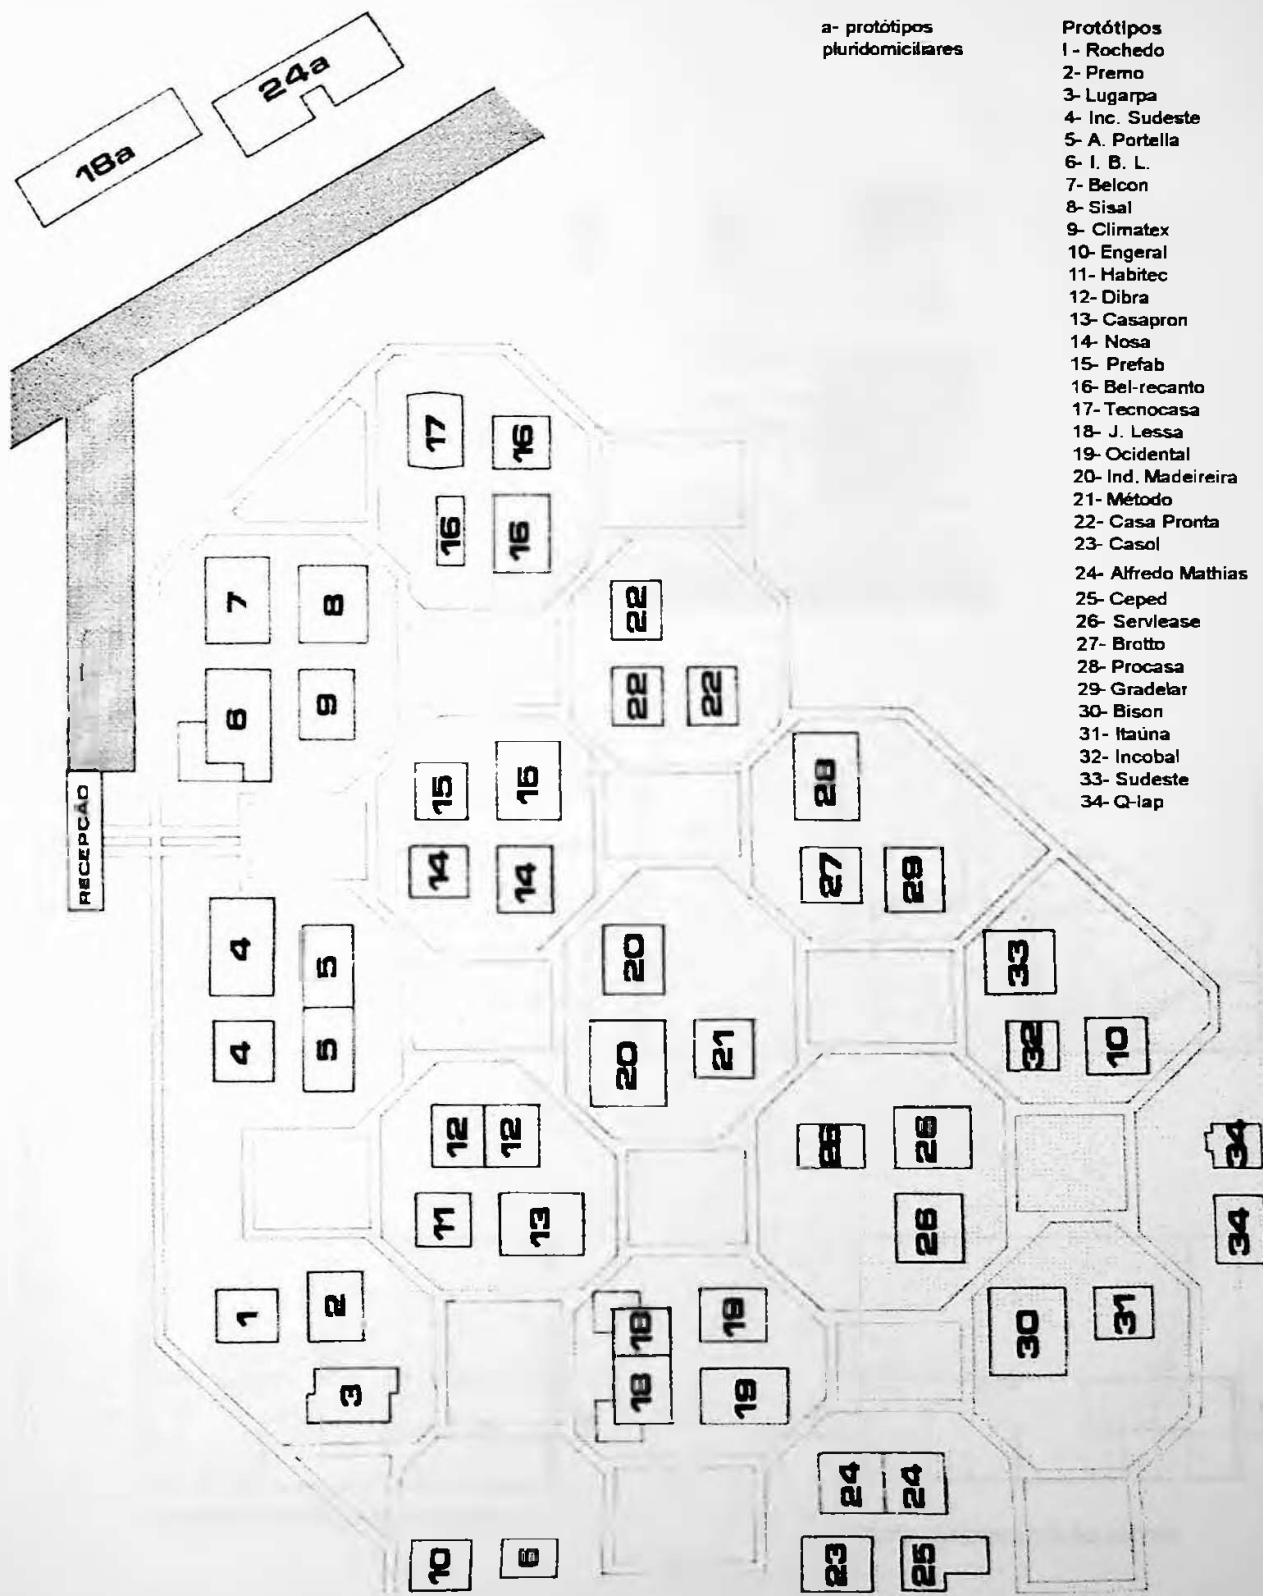 a- protótipos
pluridomiciliares
Protótipos
I - Rochedo
2- Premo
3- Lugarpa
4- Inc. Sudeste
5- A. Portella
6- I. B. L.
7- Belcon
8- Sisal
9- Climatex
10- Engeral
11- Habitec
12- Dibra
13- Casapron
14- Nosa
15- Prefab
16- Bel-recanto
17- Tecnocasa
18- J. Lessa
19- Ocidental
20- Ind. Madeireira
21- Método
22- Casa Pronta
23- Casol
24- Alfredo Mathias
25- Ceped
26- Servlease
27- Brotto
28- Procasa
29- Gradelar
30- Bison
31- Itaúna
32- Incobal
33- Sudeste
34- Q-lap
24a
18a
17
16
16
16
7
8
22
6
9
22
22
15
15
28
RECEPCÃO
14
14
27
29
4
5
20
33
4
5
20
21
32
10
12
12
26
34
11
13
26
34
1
2
18
19
30
31
3
18
19
24
24
10
6
23
25